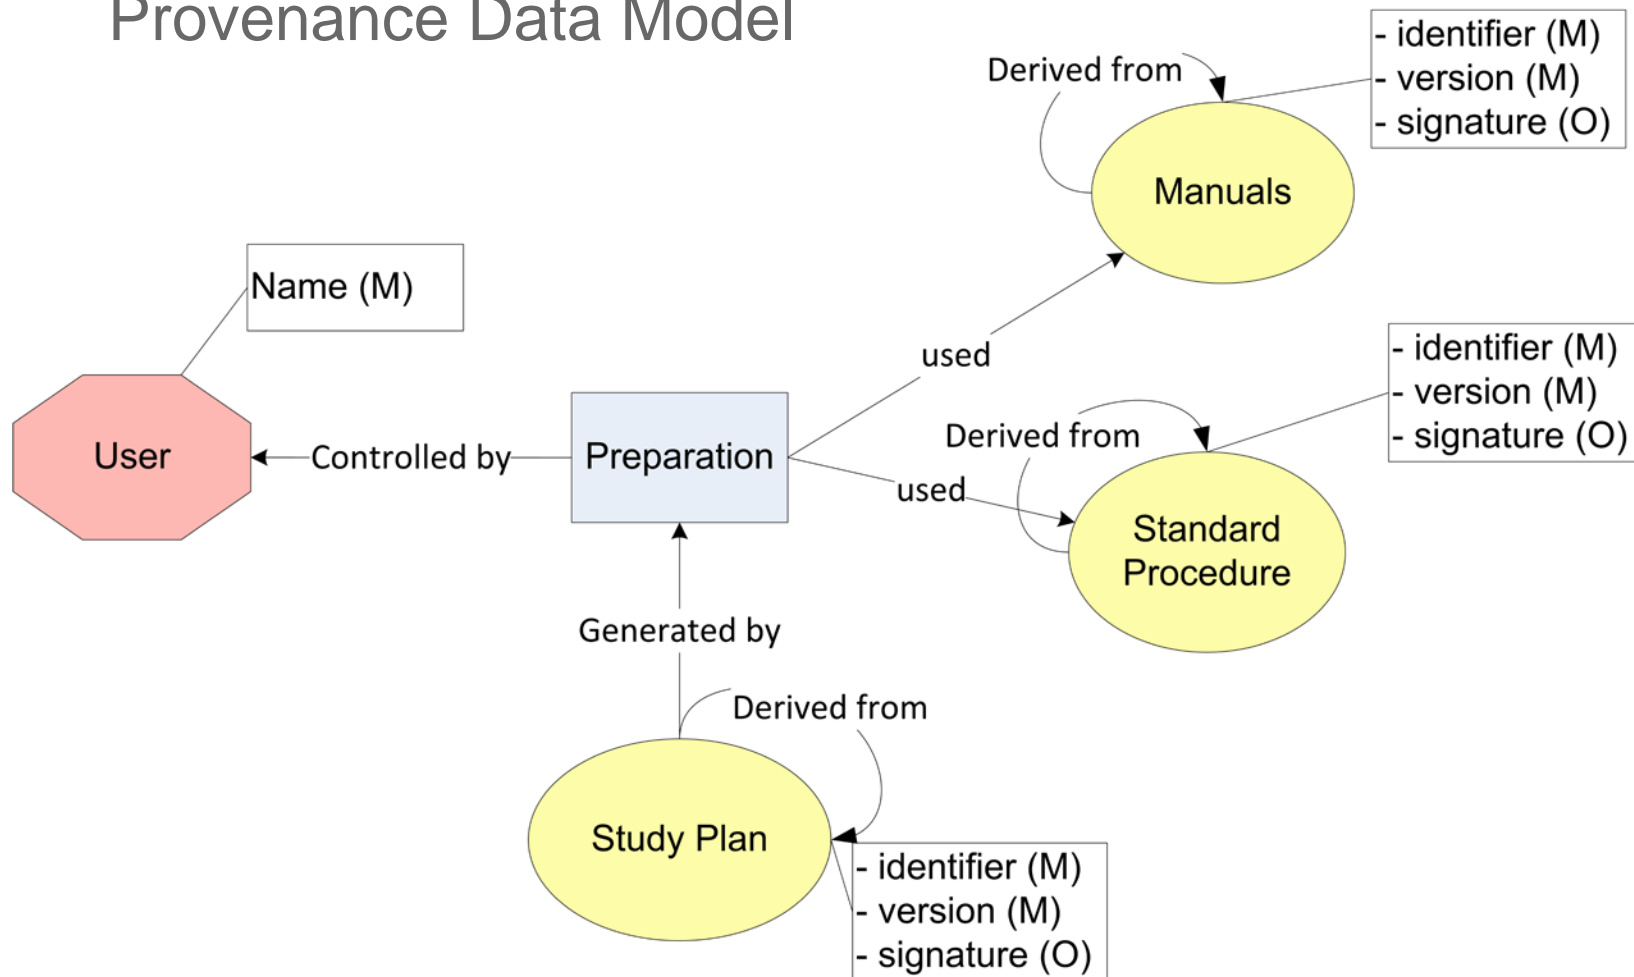 Provenance Data Model
Derived from
- identifier (M)
- version (M)
- signature (O)
Manuals
Name (M)
used
- identifier (M)
- version (M)
- signature (O)
Derived from
User
Controlled by
Preparation
used
Standard
Procedure
Generated by
Derived from
Study Plan
- identifier (M)
- version (M)
- signature (O)